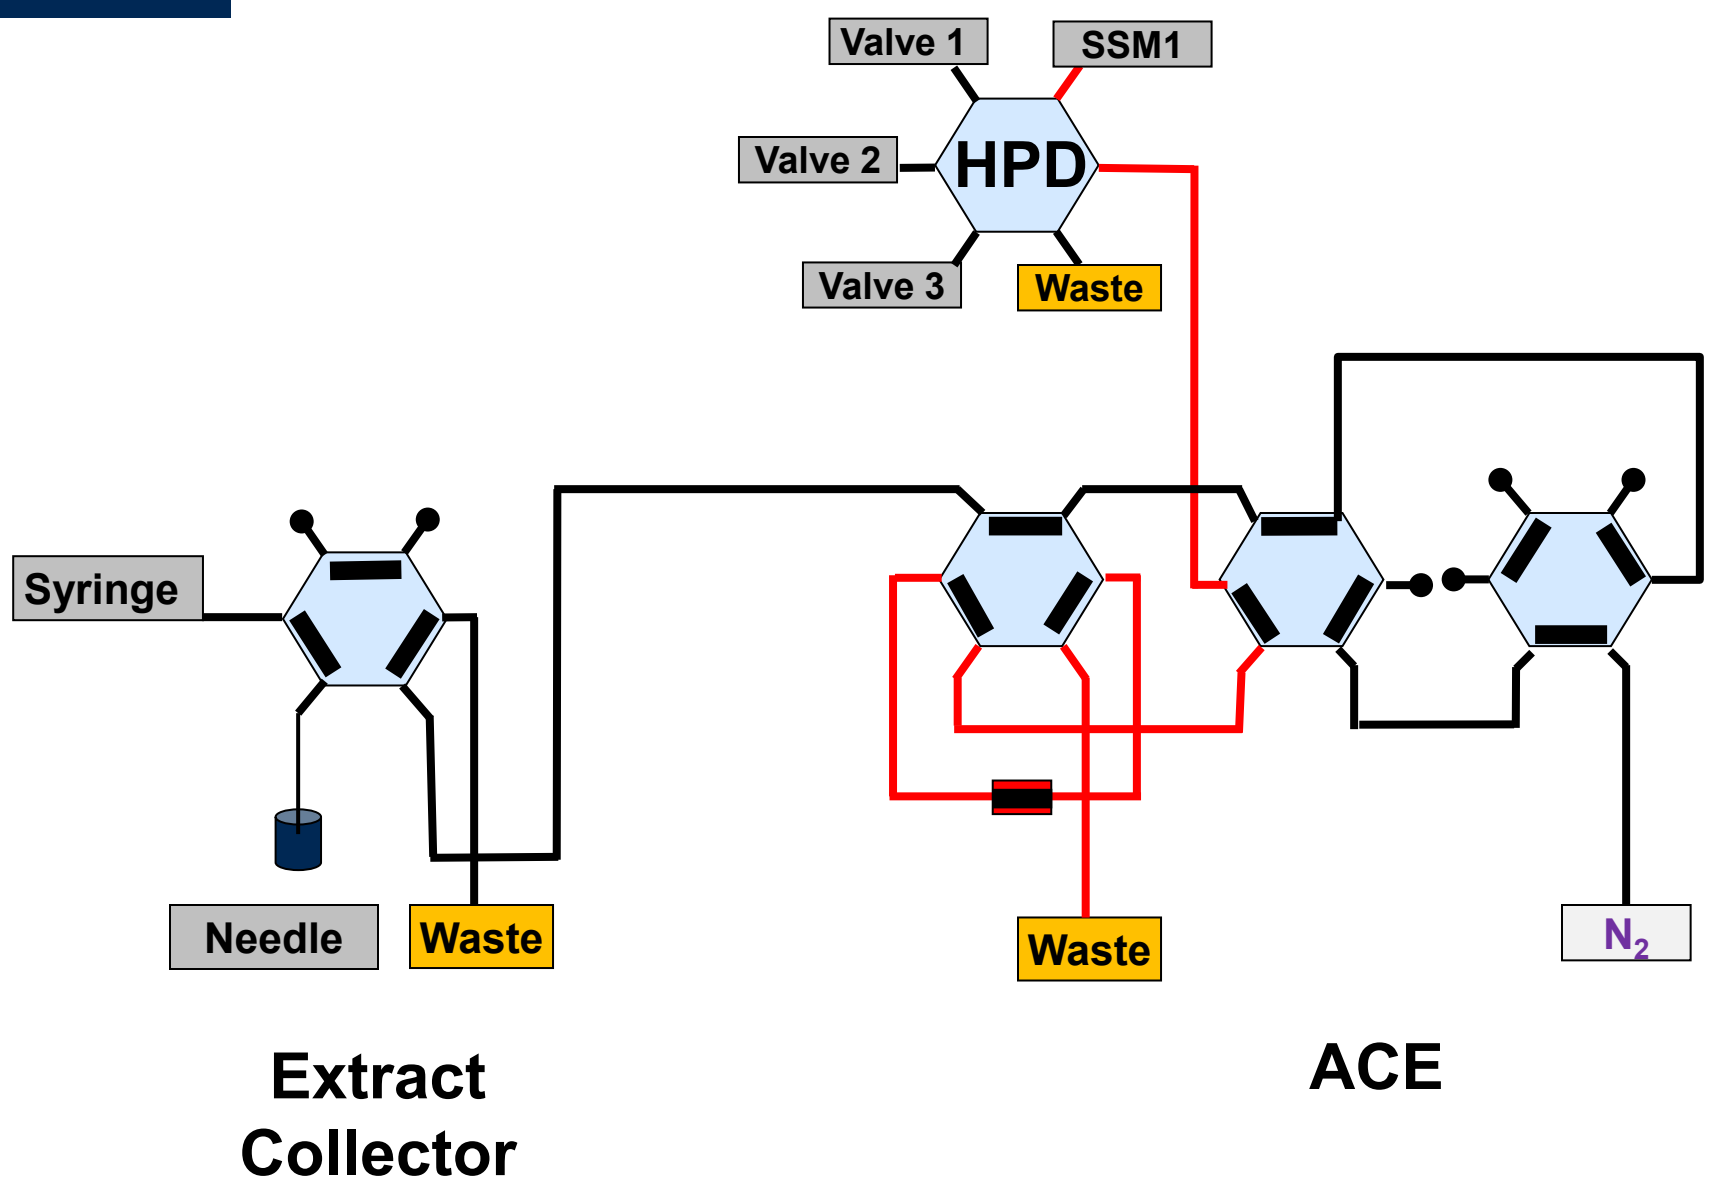 Valve 1
SSM1
Valve 2
HPD
Valve 3
Waste
Syringe
Needle
Waste
Waste
N₂
Extract
Collector
ACE